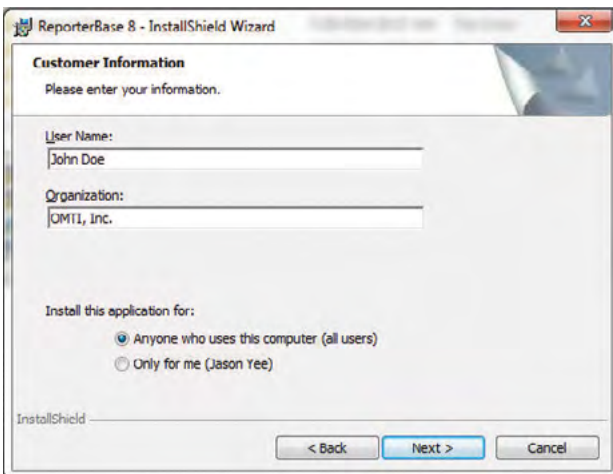 ReporterBase 8 - InstallShield Wizard
Customer Information
Please enter your information.
User Name:
John Doe
Organization:
OMTI, Inc.
Install this application for:
Anyone who uses this computer (all users)
Only for me (Jason Yee)
InstallShield
< Back Next > Cancel